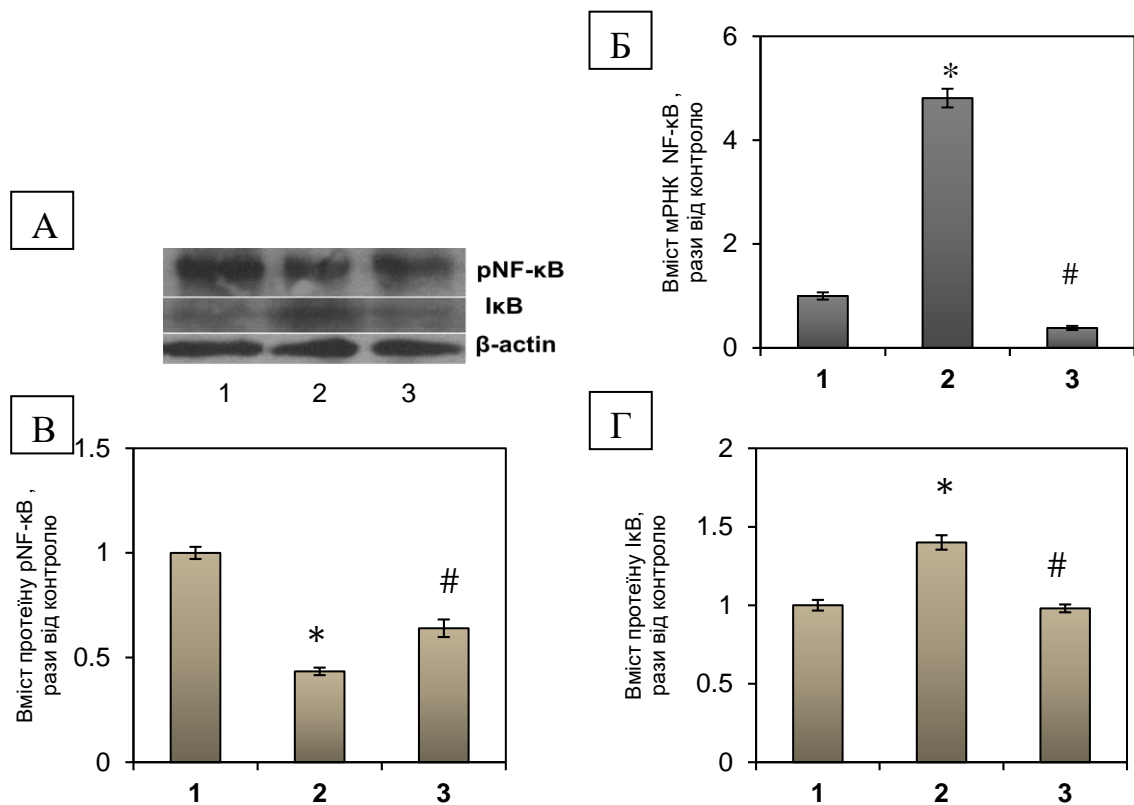 А
pNF-κB
IκB
β-actin
1 2 3
Б
Вміст мРНК NF-κB ,
рази від контролю
6
4
2
0
*
#
1 2 3
В
Вміст протеїну pNF-κB ,
рази від контролю
1.5
1
0.5
0
*
#
1 2 3
Г
Вміст протеїну IκB,
рази від контролю
2
1.5
1
0.5
0
*
#
1 2 3